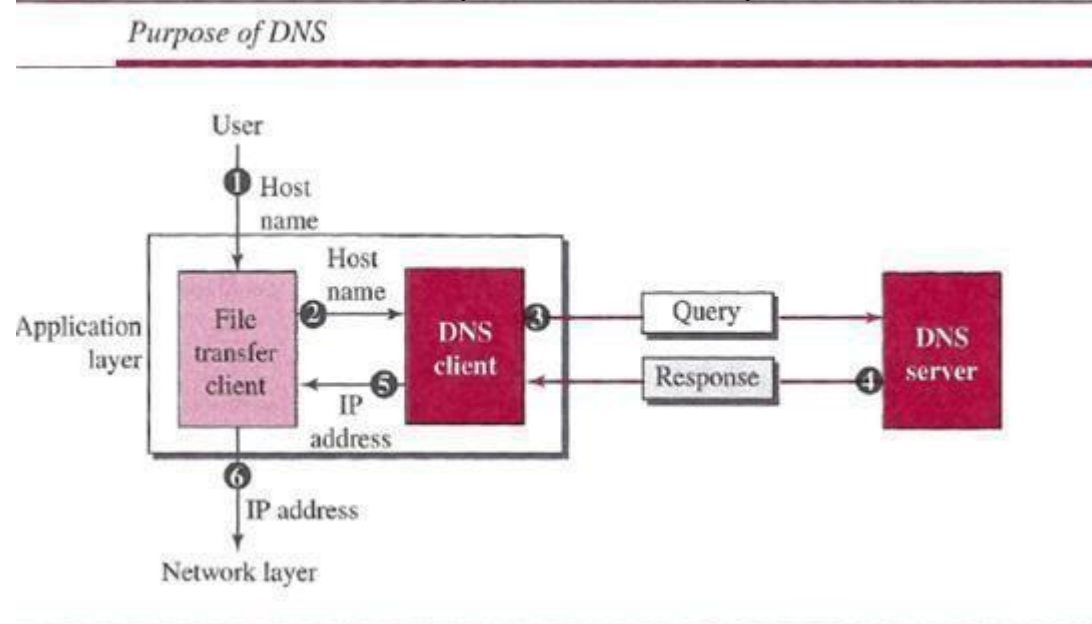 Purpose of DNS
User
1
Host
name
Host
name
2
File
transfer
client
DNS
client
3
Query
DNS
server
Application
layer
5
IP
address
Response
4
6
IP address
Network layer